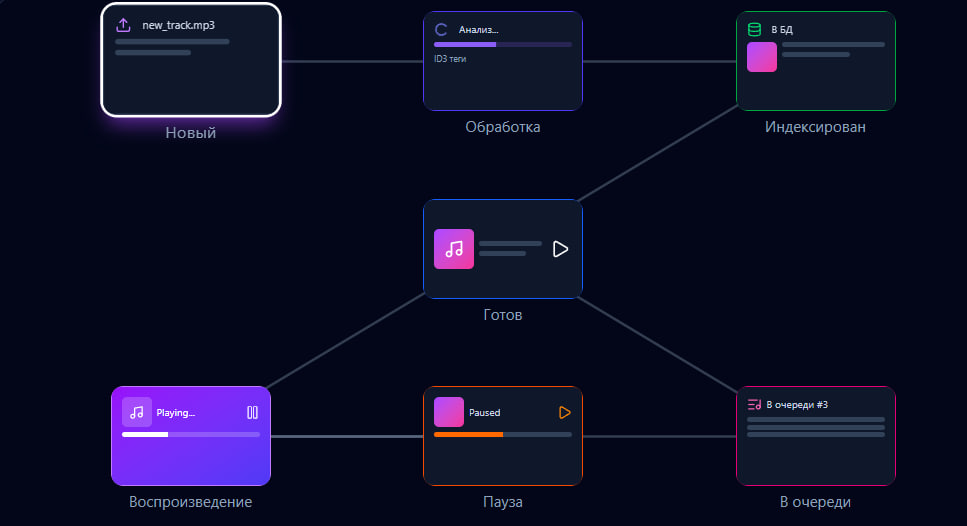 new_track.mp3
Новый
Анализ...
ID3 теги
Обработка
В БД
Индексирован
Готов
Playing...
Воспроизведение
Paused
Пауза
В очереди #3
В очереди